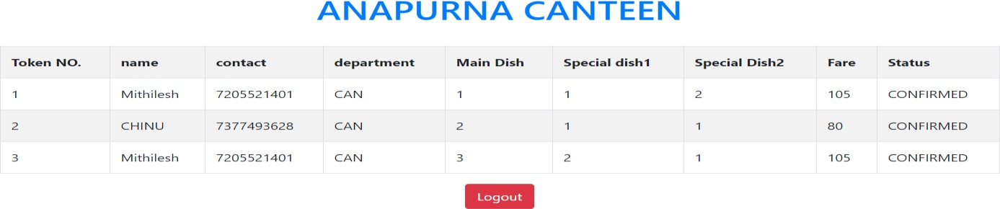 ANAPURNA CANTEEN
Token NO. name contact department Main Dish Special dish1 Special Dish2 Fare Status
1 Mithilesh 7205521401 CAN 1 1 2 105 CONFIRMED
2 CHINU 7377493628 CAN 2 1 1 80 CONFIRMED
3 Mithilesh 7205521401 CAN 3 2 1 105 CONFIRMED
Logout